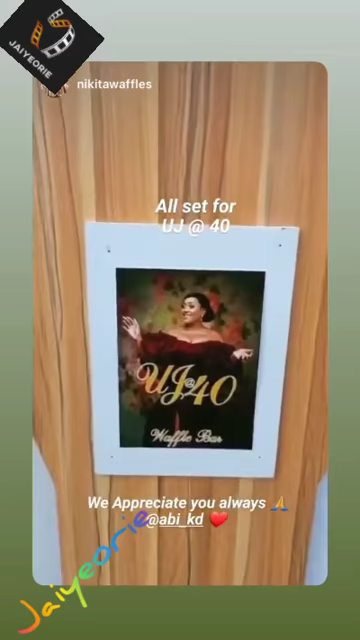 JAIYEORIE
nikitawaffles
All set for
UJ @ 40
UJ@40
Waffle Bar
We Appreciate you always 🙏
@abi_kd ❤️
Jaiyeorie